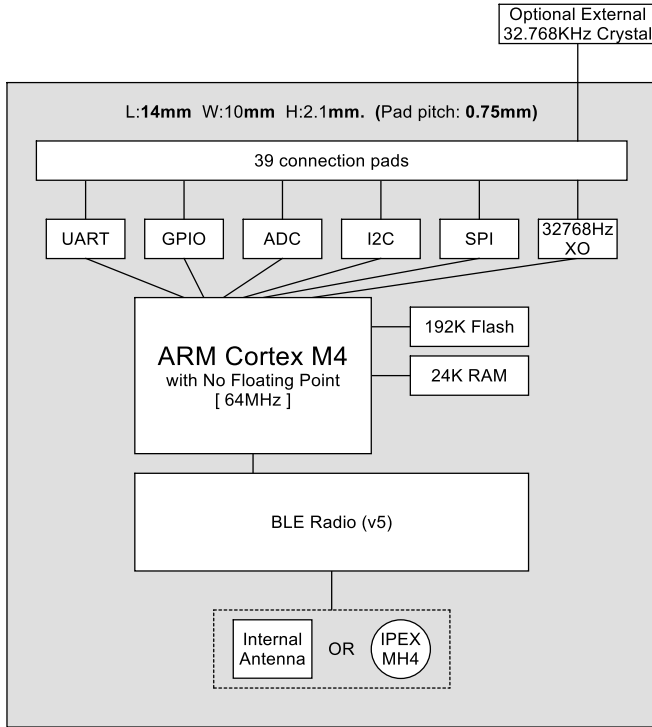 Optional External
32.768KHz Crystal
L:14mm W:10mm H:2.1mm. (Pad pitch: 0.75mm)
39 connection pads
UART
GPIO
ADC
I2C
SPI
32768Hz
XO
ARM Cortex M4
with No Floating Point
[ 64MHz ]
192K Flash
24K RAM
BLE Radio (v5)
Internal
Antenna
OR
IPEX
MH4